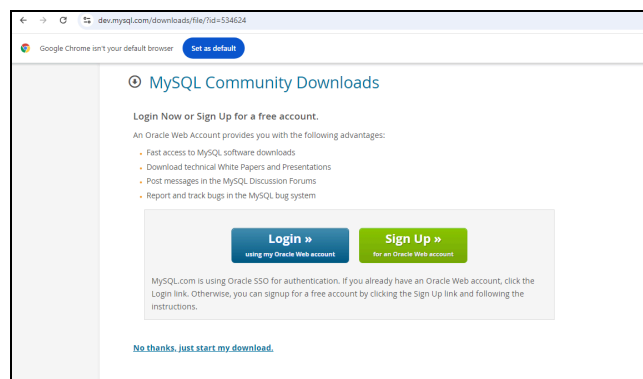 dev.mysql.com/downloads/file/?id=534624
Google Chrome isn't your default browser Set as default
MySQL Community Downloads
Login Now or Sign Up for a free account.
An Oracle Web Account provides you with the following advantages:
Fast access to MySQL software downloads
Download technical White Papers and Presentations
Post messages in the MySQL Discussion Forums
Report and track bugs in the MySQL bug system
Login » Sign Up »
using my Oracle Web account for an Oracle Web account
MySQL.com is using Oracle SSO for authentication. If you already have an Oracle Web account, click the
Login link. Otherwise, you can signup for a free account by clicking the Sign Up link and following the
instructions.
No thanks, just start my download.